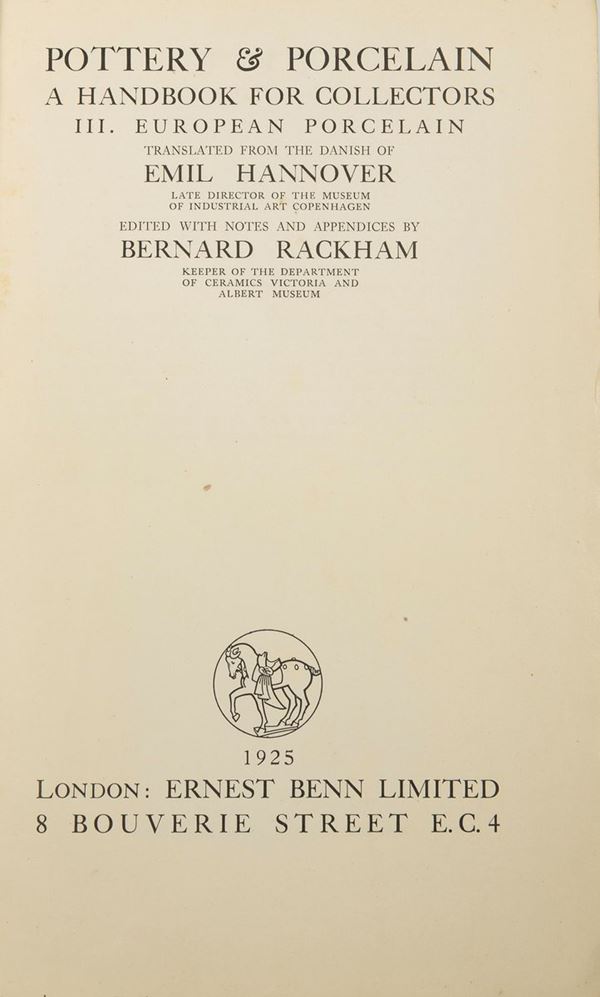 POTTERY & PORCELAIN
A HANDBOOK FOR COLLECTORS
III. EUROPEAN PORCELAIN
TRANSLATED FROM THE DANISH OF
EMIL HANNOVER
LATE DIRECTOR OF THE MUSEUM
OF INDUSTRIAL ART COPENHAGEN
EDITED WITH NOTES AND APPENDICES BY
BERNARD RACKHAM
KEEPER OF THE DEPARTMENT
OF CERAMICS VICTORIA AND
ALBERT MUSEUM
1925
LONDON: ERNEST BENN LIMITED
8 BOUVERIE STREET E.C.4